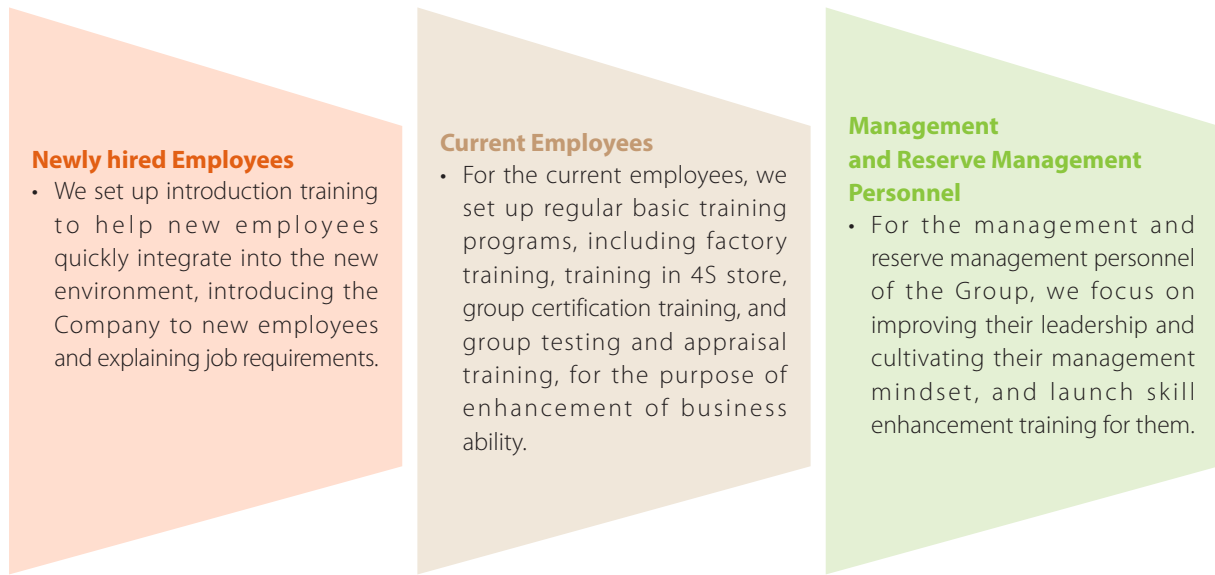 Newly hired Employees
• We set up introduction training
to help new employees
quickly integrate into the new
environment, introducing the
Company to new employees
and explaining job requirements.
Current Employees
• For the current employees, we
set up regular basic training
programs, including factory
training, training in 4S store,
group certification training, and
group testing and appraisal
training, for the purpose of
enhancement of business
ability.
Management
and Reserve Management
Personnel
• For the management and
reserve management personnel
of the Group, we focus on
improving their leadership and
cultivating their management
mindset, and launch skill
enhancement training for them.